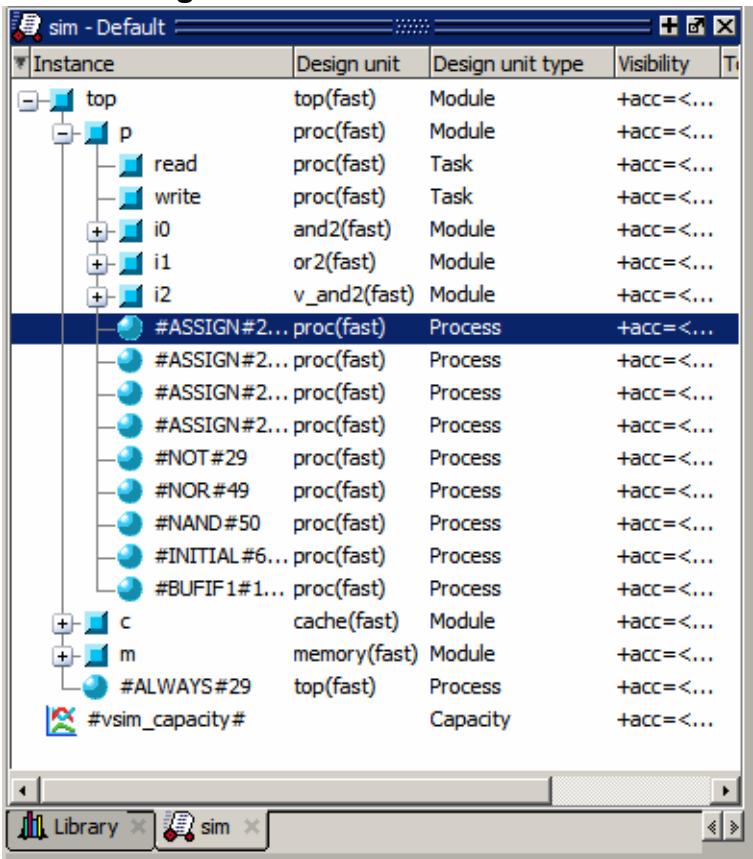 sim - Default
Instance Design unit Design unit type Visibility T
top top(fast) Module +acc=<...
p proc(fast) Module +acc=<...
read proc(fast) Task +acc=<...
write proc(fast) Task +acc=<...
i0 and2(fast) Module +acc=<...
i1 or2(fast) Module +acc=<...
i2 v_and2(fast) Module +acc=<...
#ASSIGN#2... proc(fast) Process +acc=<...
#ASSIGN#2... proc(fast) Process +acc=<...
#ASSIGN#2... proc(fast) Process +acc=<...
#ASSIGN#2... proc(fast) Process +acc=<...
#NOT#29 proc(fast) Process +acc=<...
#NOR#49 proc(fast) Process +acc=<...
#NAND#50 proc(fast) Process +acc=<...
#INITIAL#6... proc(fast) Process +acc=<...
#BUFIF1#1... proc(fast) Process +acc=<...
c cache(fast) Module +acc=<...
m memory(fast) Module +acc=<...
#ALWAYS#29 top(fast) Process +acc=<...
#vsim_capacity# Capacity +acc=<...
Library sim